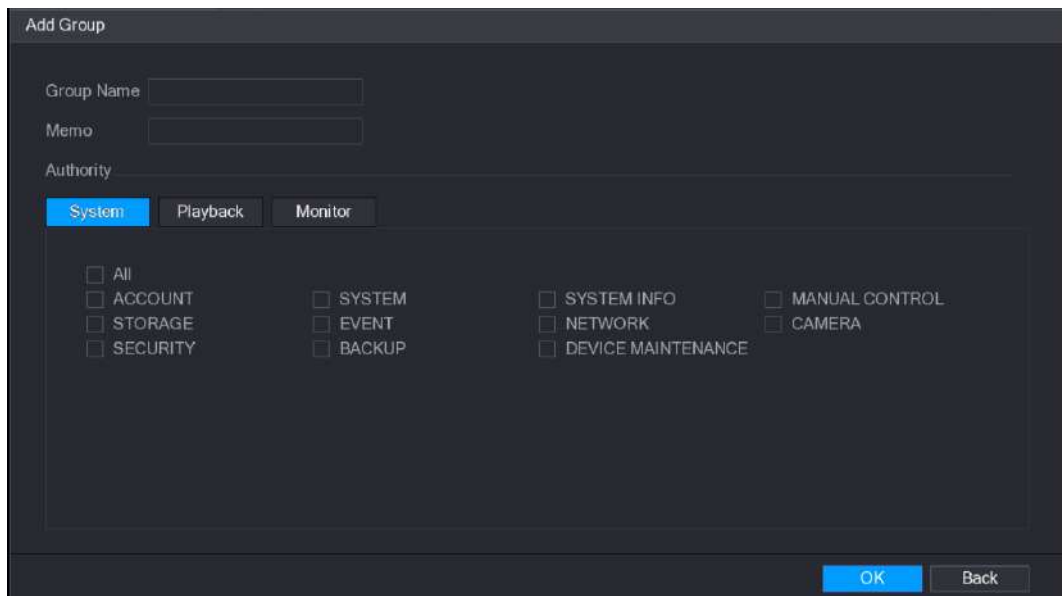 Add Group
Group Name
Memo
Authority
System Playback Monitor
All
ACCOUNT SYSTEM SYSTEM INFO MANUAL CONTROL
STORAGE EVENT NETWORK CAMERA
SECURITY BACKUP DEVICE MAINTENANCE
OK Back